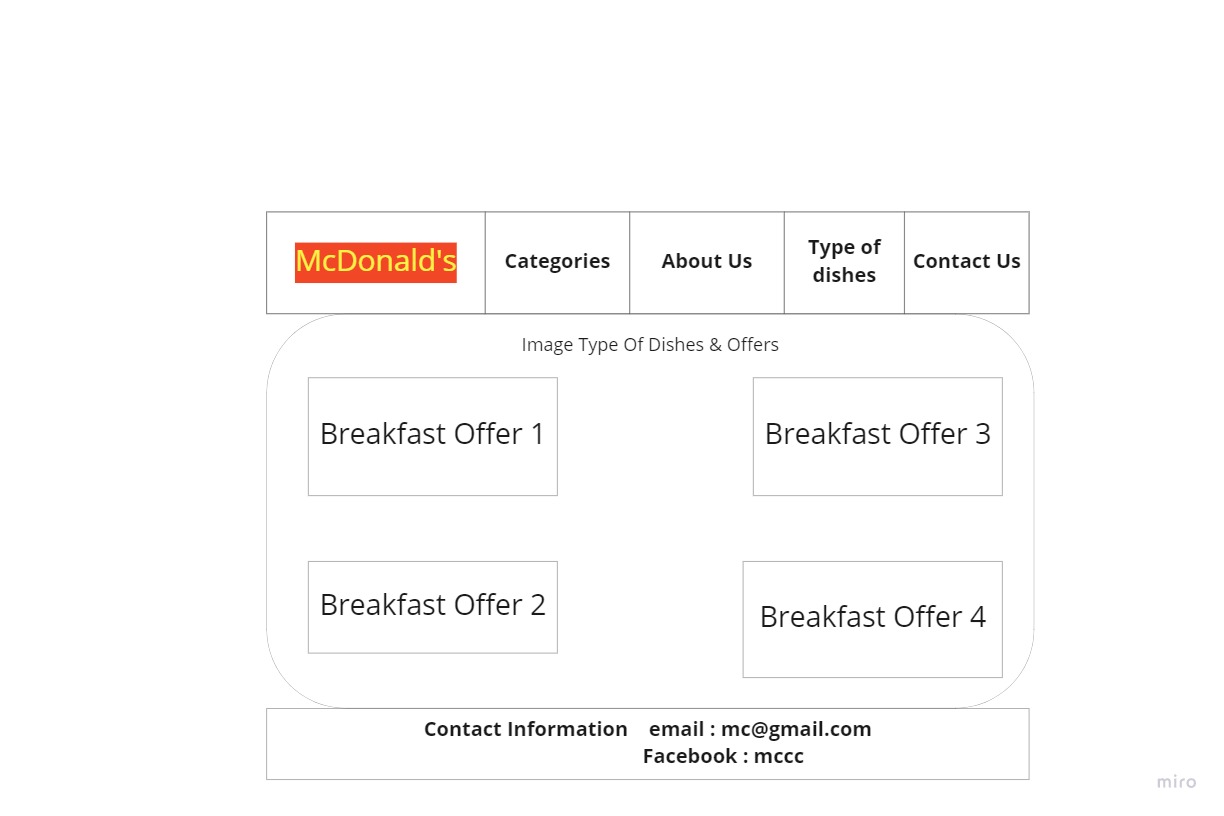 McDonald's
Categories
About Us
Type of
dishes
Contact Us
Image Type Of Dishes & Offers
Breakfast Offer 1
Breakfast Offer 3
Breakfast Offer 2
Breakfast Offer 4
Contact Information email : mc@gmail.com
Facebook : mccc
miro